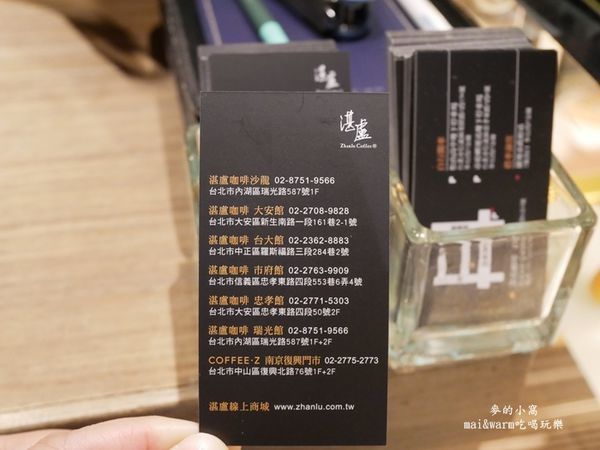 湛盧
Zhanlu Coffee®
湛盧咖啡沙龍 02-8751-9566
台北市內湖區瑞光路587號1F
湛盧咖啡 大安館 02-2708-9828
台北市大安區新生南路一段161巷2-1號
湛盧咖啡 台大館 02-2362-8883
台北市中正區羅斯福路三段284巷2號
湛盧咖啡 市府館 02-2763-9909
台北市信義區忠孝東路四段553巷6弄4號
湛盧咖啡 忠孝館 02-2771-5303
台北市大安區忠孝東路四段50號2F
湛盧咖啡 瑞光館 02-8751-9566
台北市內湖區瑞光路587號1F+2F
COFFEE·Z 南京復興門市 02-2775-2773
台北市中山區復興北路76號1F+2F
湛盧線上商城 www.zhanlu.com.tw
湛盧
麥的小窩
mai&warm吃喝玩樂